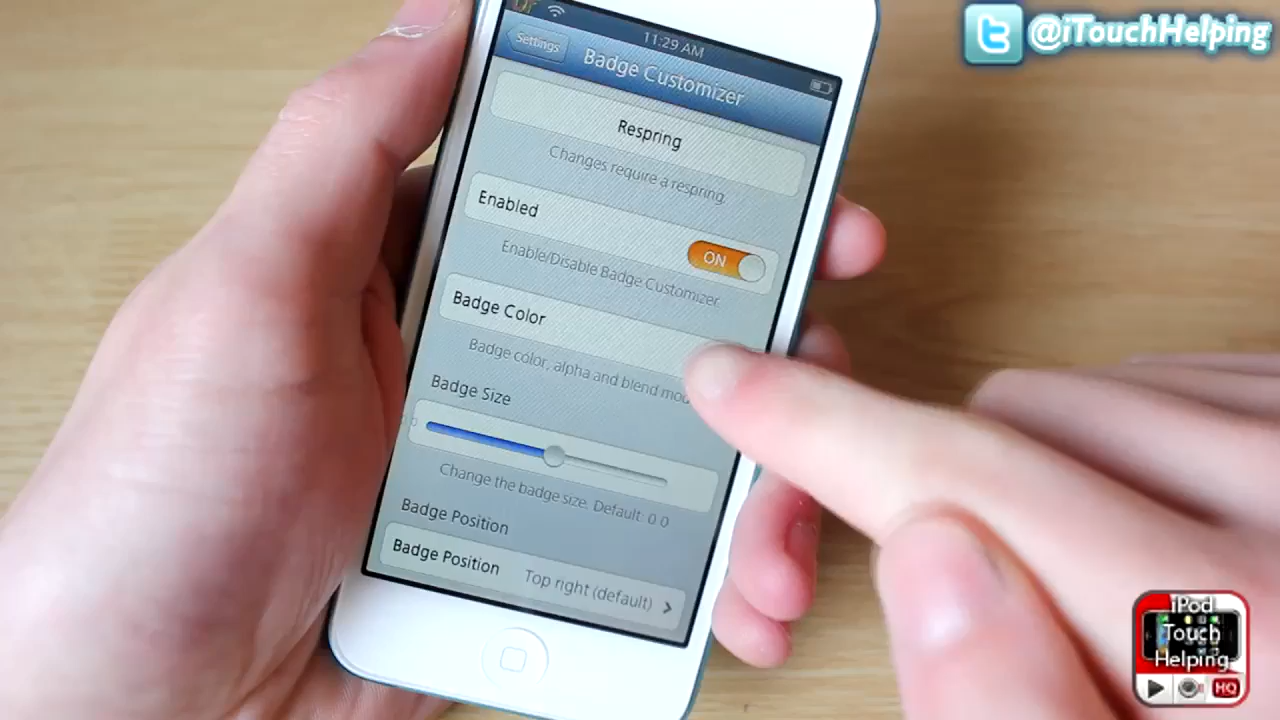 @iTouchHelping
11:29 AM
Settings
Badge Customizer
Respring
Changes require a respring.
Enabled
ON
Enable/Disable Badge Customizer
Badge Color
Badge color, alpha and blend
Badge Size
0
Change the badge size. Default: 0.0
Badge Position
Badge Position Top right (default)
iPod
Touch
Helping
HQ